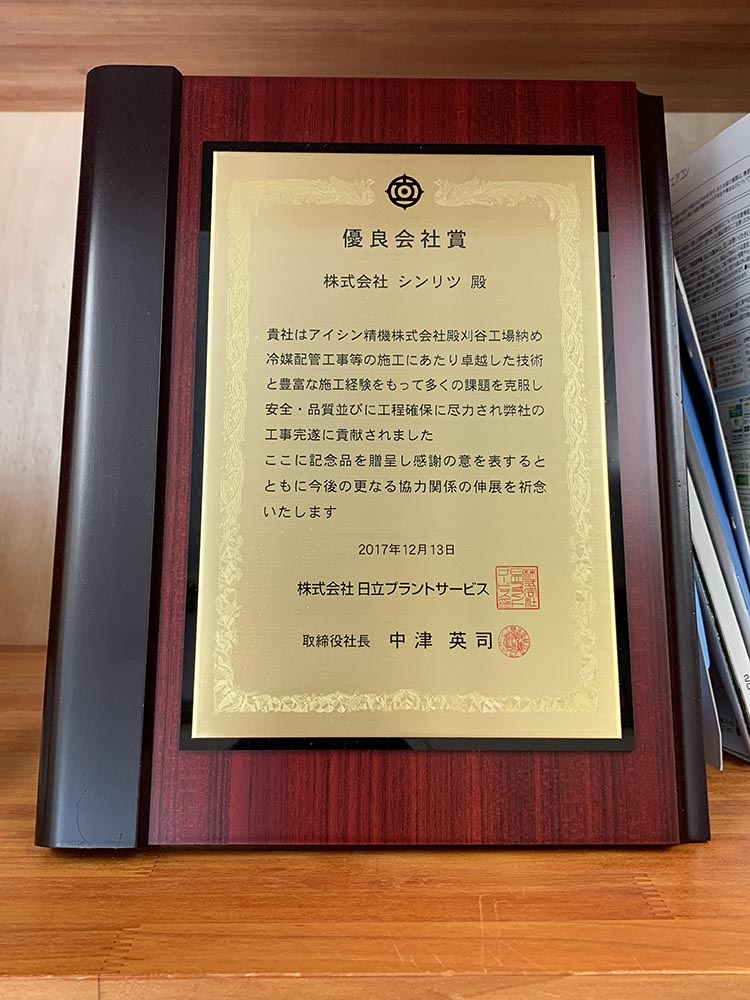 優良会社賞
株式会社 シンリツ 殿
貴社はアイシン精機株式会社殿刈谷工場納め
冷媒配管工事等の施工にあたり卓越した技術
と豊富な施工経験をもって多くの課題を克服し
安全・品質並びに工程確保に尽力され弊社の
工事完遂に貢献されました
ここに記念品を贈呈し感謝の意を表すると
ともに今後の更なる協力関係の伸展を祈念
いたします
2017年12月13日
株式会社 日立プラントサービス
取締役社長 中津 英司
エアコン